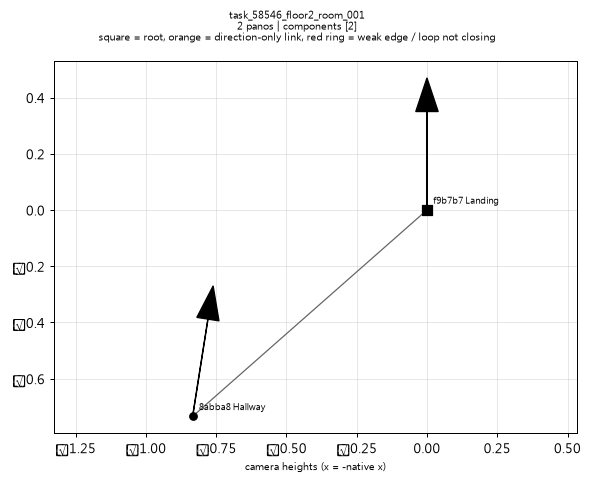 task_58546_floor2_room_001
2 panos | components [2]
square = root, orange = direction-only link, red ring = weak edge / loop not closing
0.4
0.2
f9b7b7 Landing
0.0
0.2
0.4
0.6
8abba8 Hallway
1.25 1.00 0.75 0.50 0.25 0.00 0.25 0.50
camera heights (x = -native x)